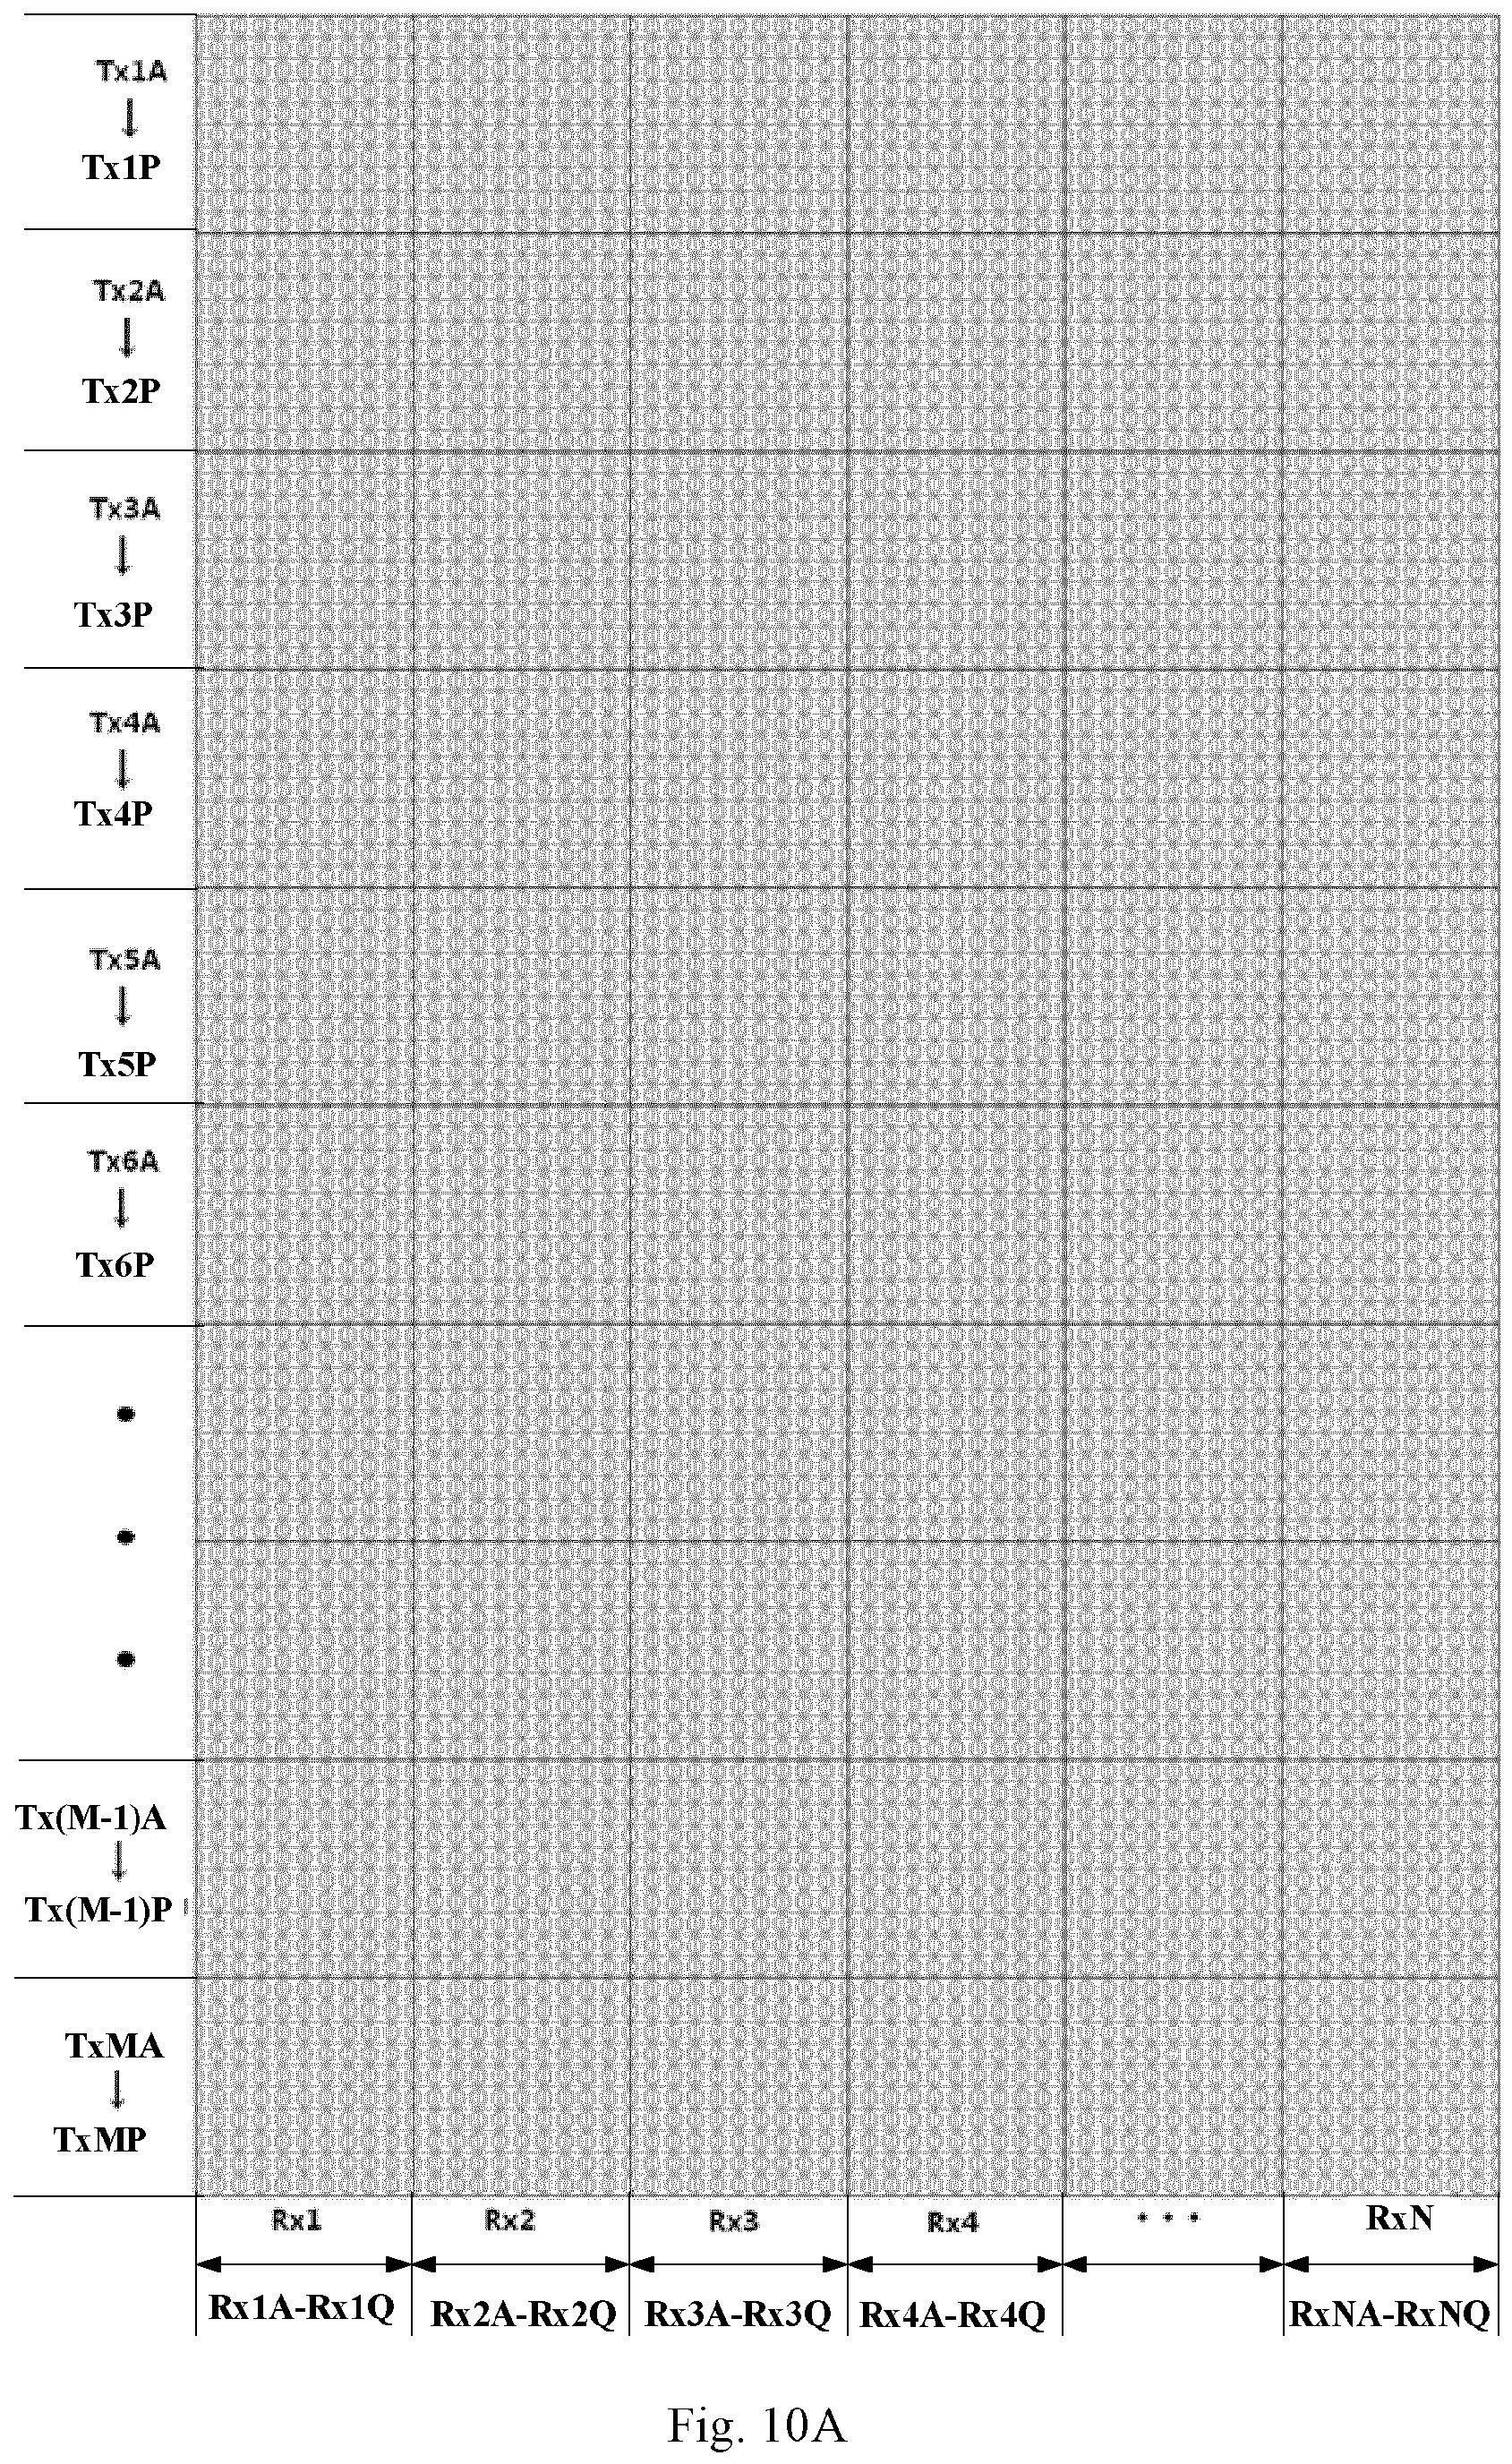 Tx1A
Tx1P
Tx2A
Tx2P
Tx3A
Tx3P
Tx4A
Tx4P
Tx5A
Tx5P
Tx6A
Tx6P
Tx(M-1)A
Tx(M-1)P
TxMA
TxMP
Rx1 Rx2 Rx3 Rx4 • • • RxN
Rx1A-Rx1Q Rx2A-Rx2Q Rx3A-Rx3Q Rx4A-Rx4Q RxNA-RxNQ
Fig. 10A